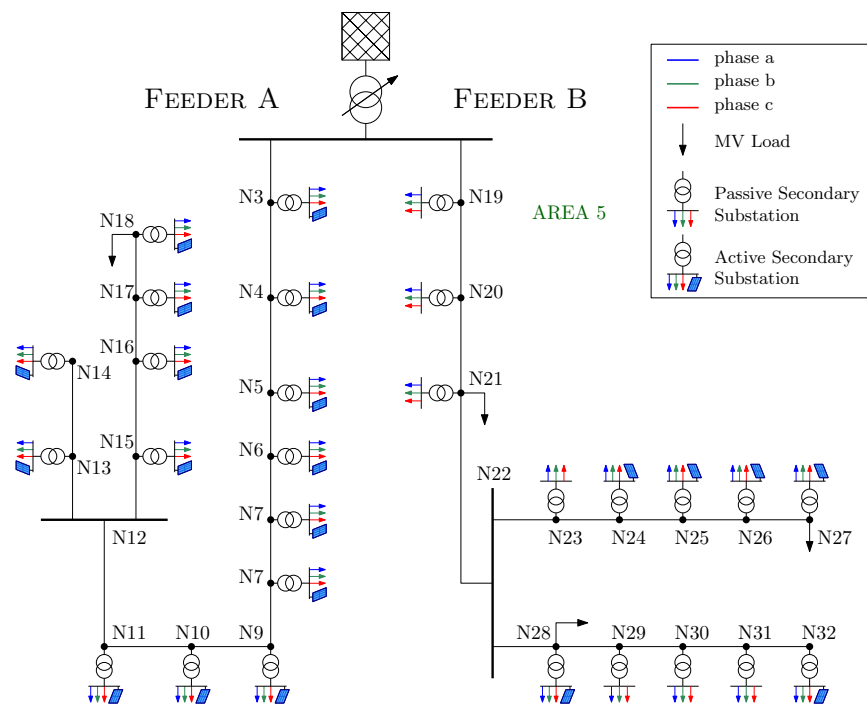 FEEDER A
FEEDER B
phase a
phase b
phase c
MV Load
Passive Secondary
Substation
Active Secondary
Substation
AREA 5
N3
N19
N18
N4
N20
N17
N16
N14
N5
N21
N15
N13
N6
N22
N7
N12
N23
N24
N25
N26
N27
N7
N11
N10
N9
N28
N29
N30
N31
N32